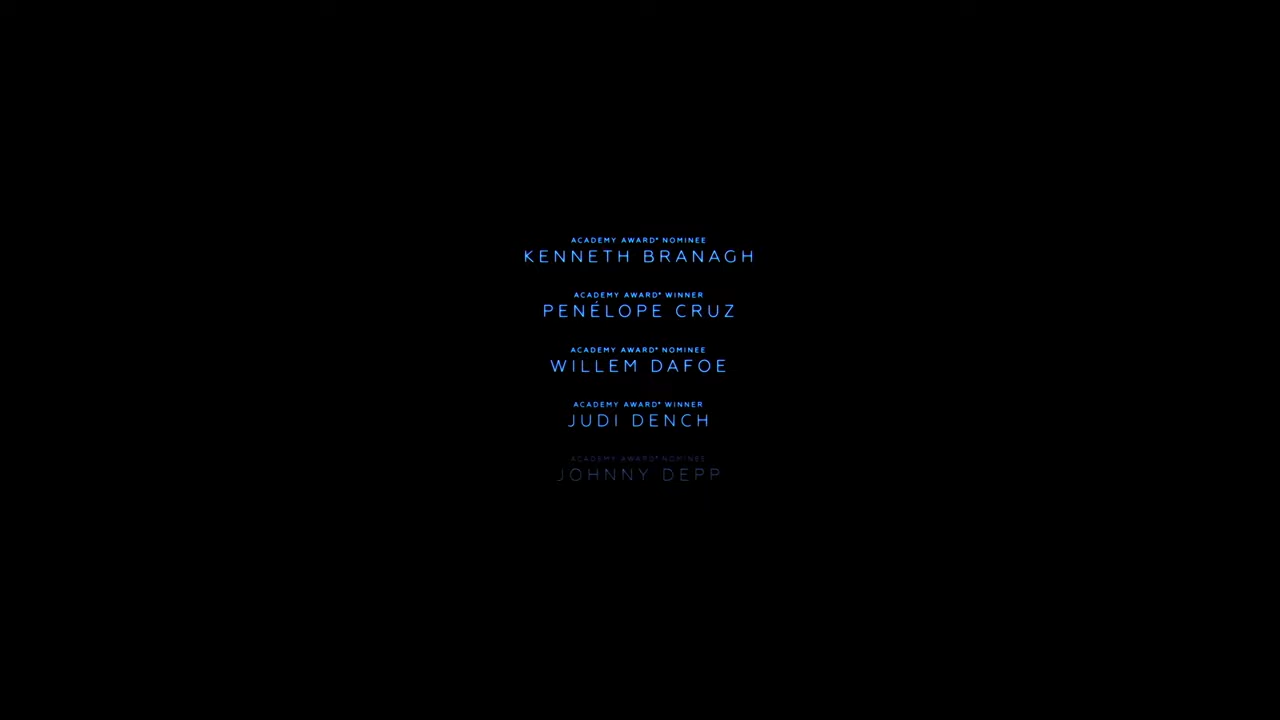 ACADEMY AWARD® NOMINEE
KENNETH BRANAGH
ACADEMY AWARD® WINNER
PENÉLOPE CRUZ
ACADEMY AWARD® NOMINEE
WILLEM DAFOE
ACADEMY AWARD® WINNER
JUDI DENCH
ACADEMY AWARD® NOMINEE
JOHNNY DEPP